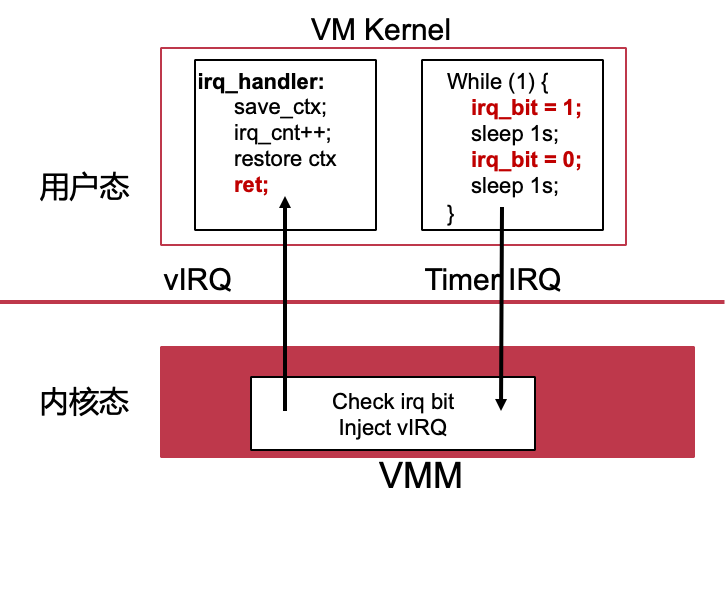 VM Kernel
irq_handler:
save_ctx;
irq_cnt++;
restore ctx
ret;
While (1) {
irq_bit = 1;
sleep 1s;
irq_bit = 0;
sleep 1s;
}
用户态
vIRQ
Timer IRQ
内核态
Check irq bit
Inject vIRQ
VMM